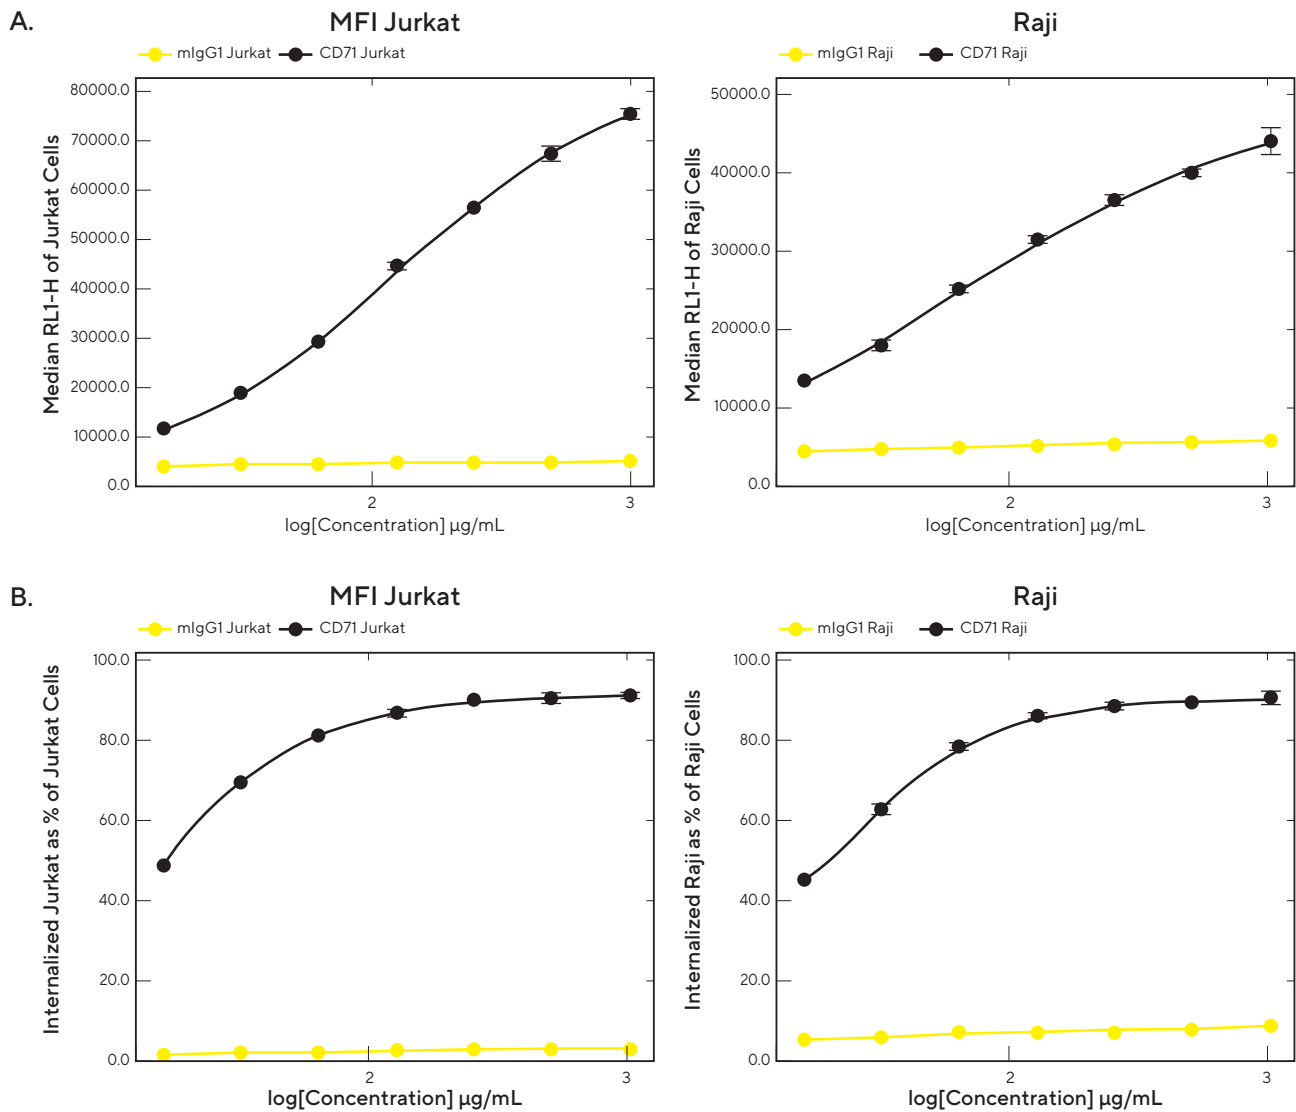 A.
MFI Jurkat
mIgG1 Jurkat CD71 Jurkat
Median RL1-H of Jurkat Cells
80000.0
70000.0
60000.0
50000.0
40000.0
30000.0
20000.0
10000.0
0.0
2 3
log[Concentration] µg/mL
Raji
mIgG1 Raji CD71 Raji
Median RL1-H of Raji Cells
50000.0
40000.0
30000.0
20000.0
10000.0
0.0
2 3
log[Concentration] µg/mL
B.
MFI Jurkat
mIgG1 Jurkat CD71 Jurkat
Internalized Jurkat as % of Jurkat Cells
100.0
80.0
60.0
40.0
20.0
0.0
2 3
log[Concentration] µg/mL
Raji
mIgG1 Raji CD71 Raji
Internalized Raji as % of Raji Cells
100.0
80.0
60.0
40.0
20.0
0.0
2 3
log[Concentration] µg/mL